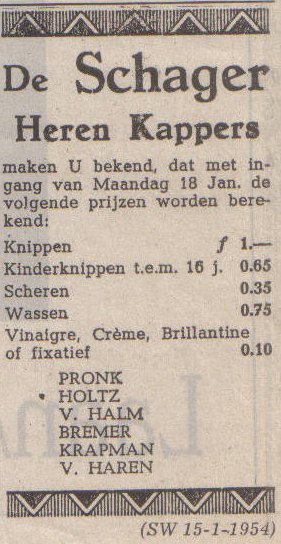 De Schager
Heren Kappers
maken U bekend, dat met in-
gang van Maandag 18 Jan. de
volgende prijzen worden bere-
kend:
Knippen ƒ 1.—
Kinderknippen t.e.m. 16 j. 0.65
Scheren 0.35
Wassen 0.75
Vinaigre, Crème, Brillantine
of fixatief 0.10
PRONK
HOLTZ
V. HALM
BREMER
KRAPMAN
V. HAREN
(SW 15-1-1954)